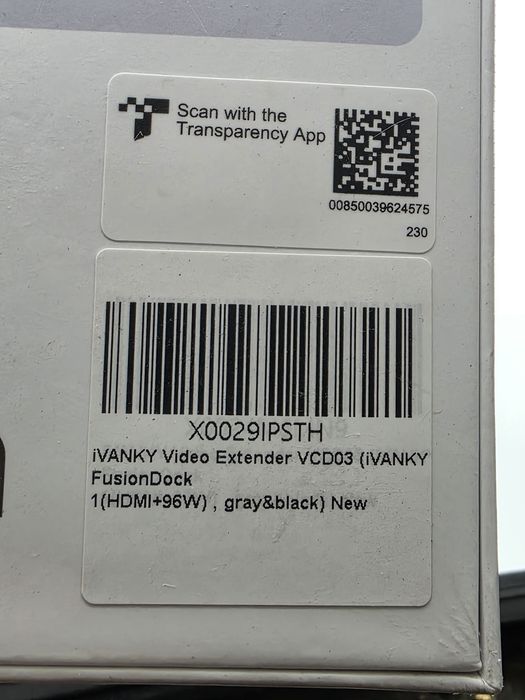 Scan with the
Transparency App
00850039624575
230
X0029IPSTH
iVANKY Video Extender VCD03 (iVANKY
FusionDock
1(HDMI+96W) , gray&black) New